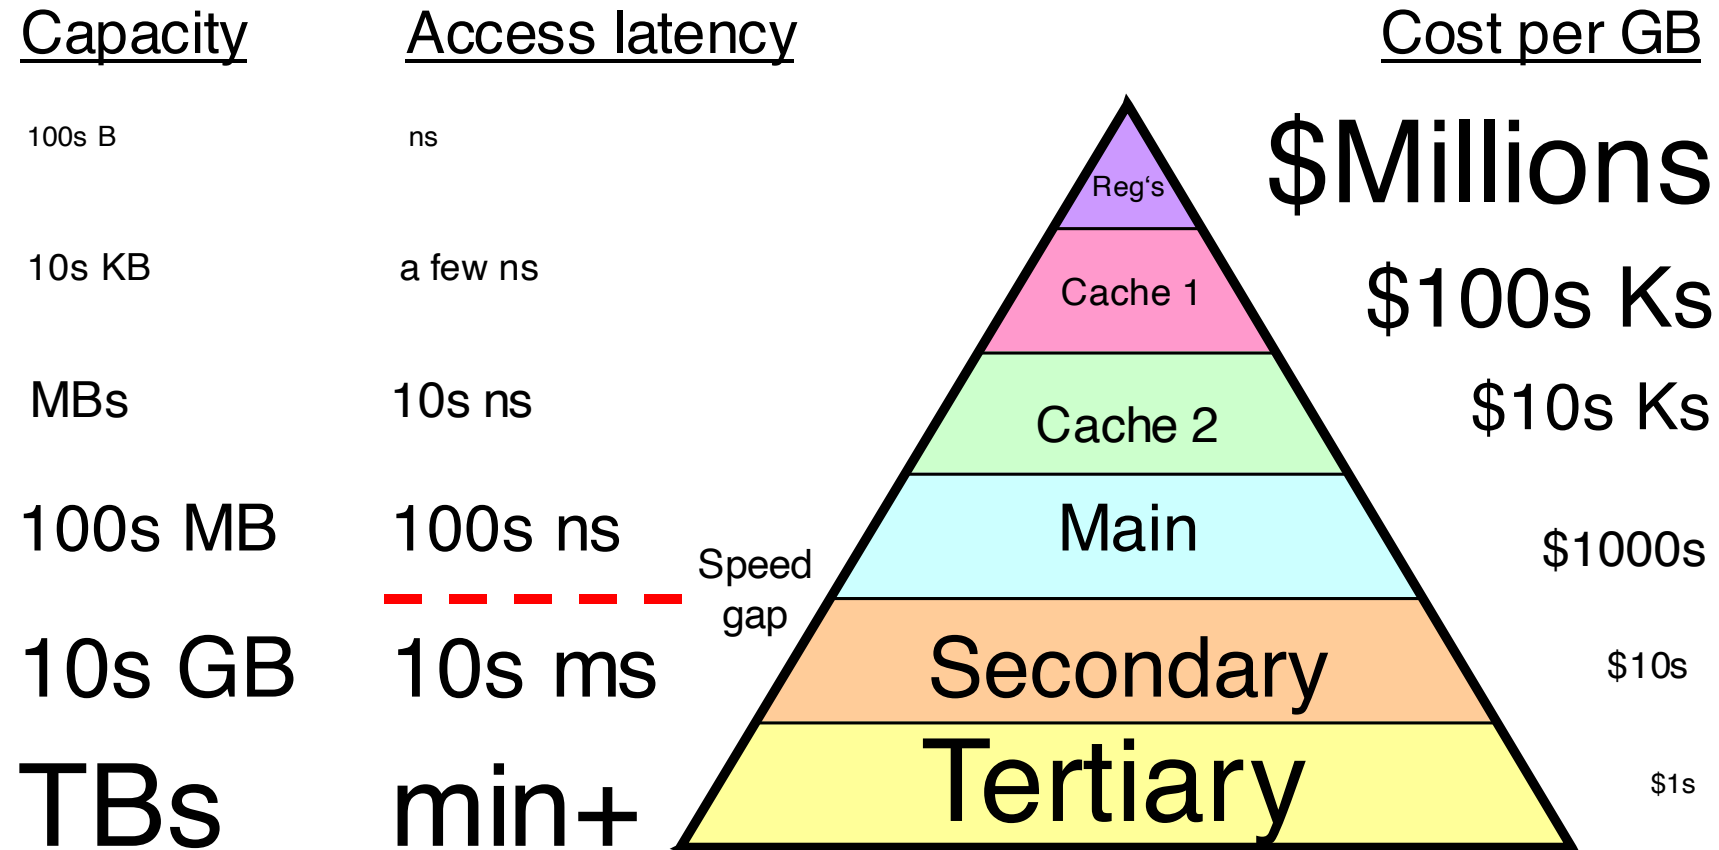 Capacity Access latency Cost per GB
100s B ns Reg‘s $Millions
10s KB a few ns Cache 1 $100s Ks
MBs 10s ns Cache 2 $10s Ks
100s MB 100s ns Main $1000s
Speed
gap
10s GB 10s ms Secondary $10s
TBs min+ Tertiary $1s